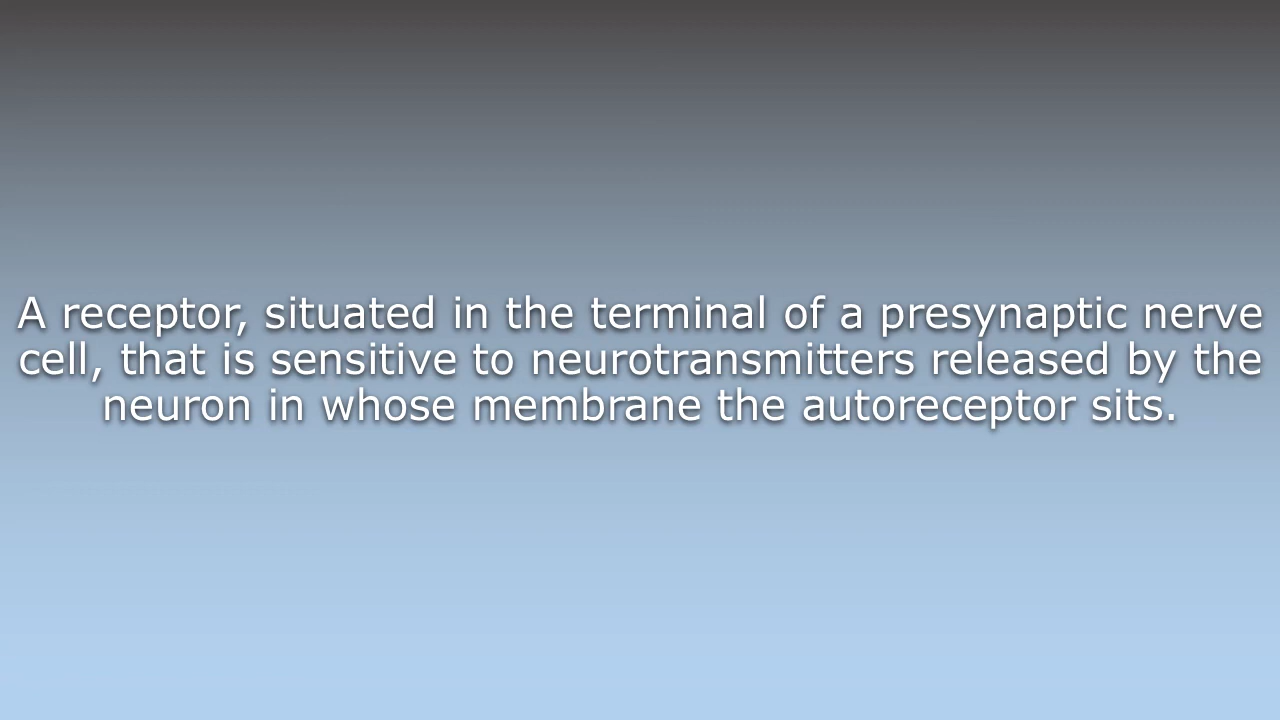 A receptor, situated in the terminal of a presynaptic nerve
cell, that is sensitive to neurotransmitters released by the
neuron in whose membrane the autoreceptor sits.